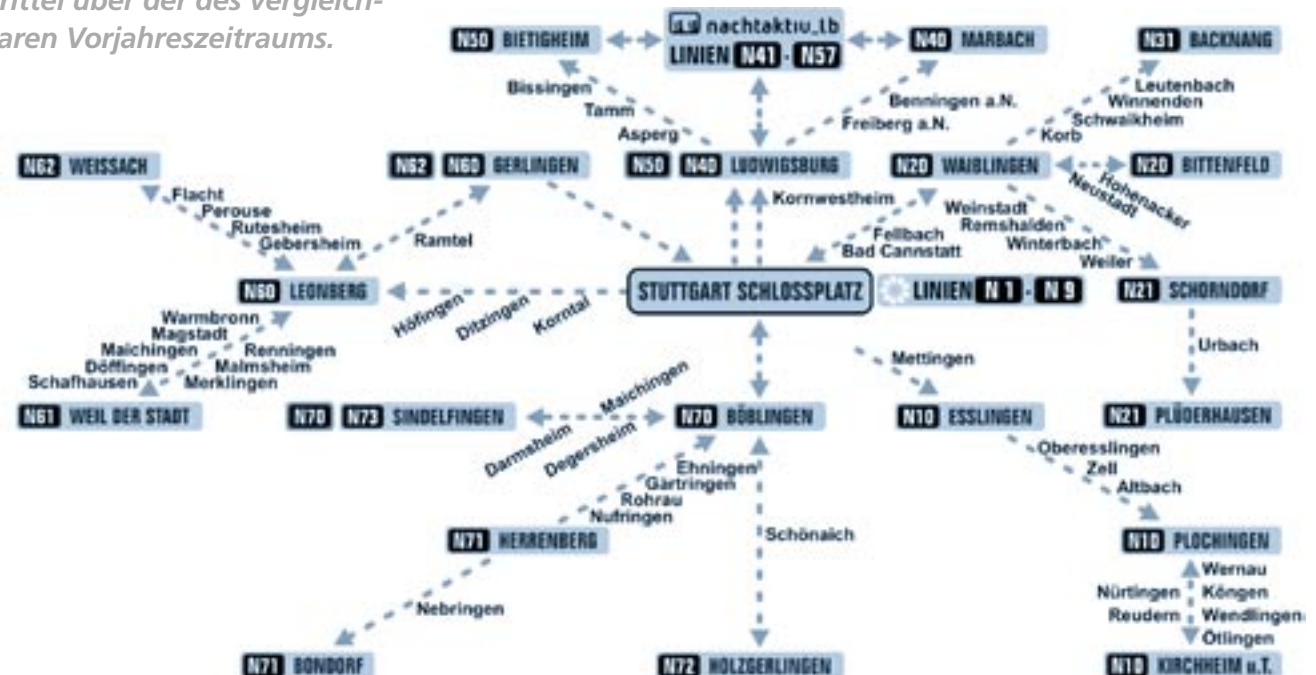 rittel über der des vergleich-
aren Vorjahreszeitraums.
nachtaktiv_lb
LINIEN N41 - N57
N50 BIETIGHEIM
N40 MARBACH
N31 BACKNANG
Bissingen
Tamm
Asperg
Benningen a.N.
Freiberg a.N.
Leutenbach
Winnenden
Schwaikheim
Korb
N62 WEISSACH
N62 N60 GERLINGEN
N50 N40 LUDWIGSBURG
N20 WAIBLINGEN
N20 BITTENFELD
Flacht
Perouse
Rutesheim
Gebersheim
Ramtel
Kornwestheim
Fellbach
Bad Cannstatt
Weinstadt
Remshalden
Winterbach
Weiler
Hohenacker
Neustadt
N60 LEONBERG
STUTTGART SCHLOSSPLATZ
LINIEN N1 - N9
N21 SCHORNDORF
Höfingen
Ditzingen
Korntal
Warmbronn
Magstadt
Maichingen
Döffingen
Schafhausen
Renningen
Malmsheim
Merklingen
Mettingen
Urbach
N61 WEIL DER STADT
N70 N73 SINDELFINGEN
N70 BÖBLINGEN
N10 ESSLINGEN
N21 PLÜDERHAUSEN
Maichingen
Darmsheim
Degersheim
Ehningen
Gärtringen
Rohrau
Nufringen
Oberesslingen
Zell
Altbach
N71 HERRENBERG
Schönaich
N10 PLOCHINGEN
Nebringen
Wernau
Nürtingen
Köngen
Reudern
Wendlingen
Ötlingen
N71 BONDORF
N72 HOLZGERLINGEN
N10 KIRCHHEIM u.T.